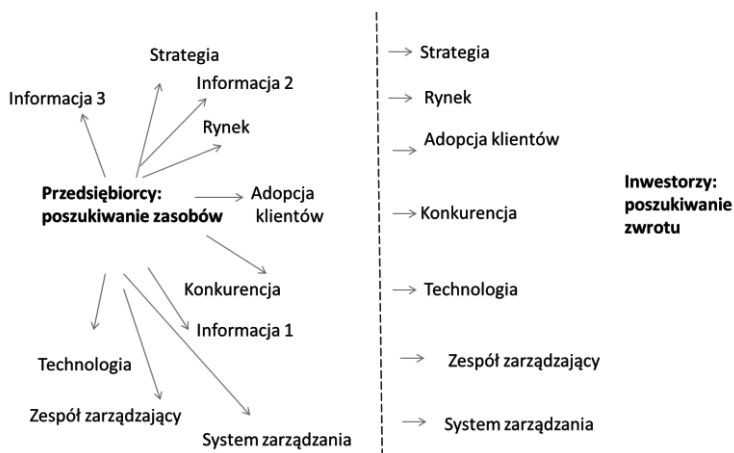 Strategia
Informacja 2
Informacja 3
Rynek
Przedsiębiorcy:
poszukiwanie zasobów
Adopcja
klientów
Konkurencja
Informacja 1
Technologia
Zespół zarządzający
System zarządzania
Strategia
Rynek
Adopcja klientów
Konkurencja
Technologia
Zespół zarządzający
System zarządzania
Inwestorzy:
poszukiwanie
zwrotu